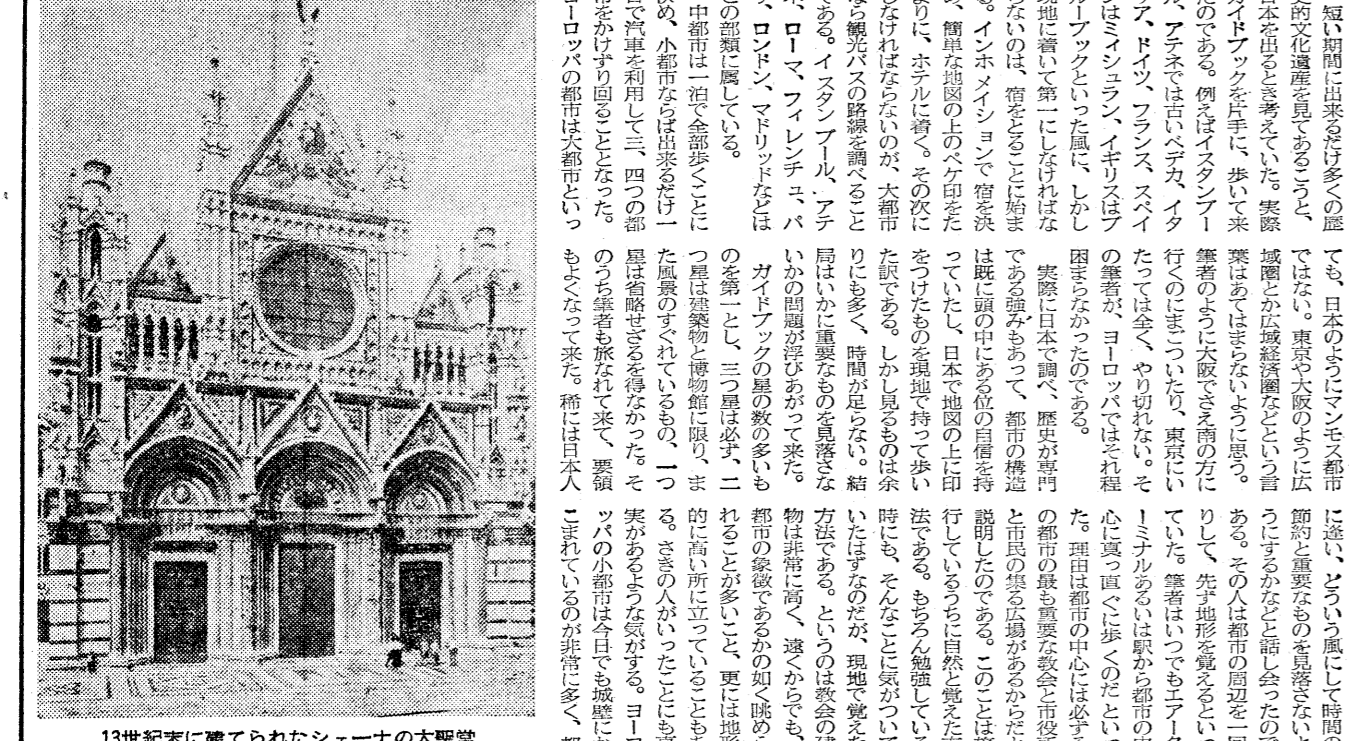 短い期間に出来るだけ多くの歴
史的文化遺産を見てあるこうと、
日本を出るとき考えていた。実際
ガイドブックを片手に、歩いて来
たのである。例えばイスタンブー
ル、アテネでは古いベデカ、イタ
リア、ドイツ、フランス、スペイ
ンはミィシュラン、イギリスはブ
ルーブックといった風に、しかし
現地に着いて第一にしなければな
らないのは、宿をとることに始ま
る。インホメイションで宿を決
め、簡単な地図の上のペケ印をた
よりに、ホテルに着く。その次に
しなければならないのが、大都市
なら観光バスの路線を調べること
である。イスタンブール、アテ
ネ、ローマ、フィレンチェ、パ
リ、ロンドン、マドリッドなどは
この部類に属している。
中都市は一泊で全部歩くことに
決め、小都市ならば出来るだけ一
日で汽車を利用して三、四つの都
市をかけずり回ることとなった。
ヨーロッパの都市は大都市といっ
ても、日本のようにマンモス都市
ではない。東京や大阪のように広
域圏とか広域経済圏などという言
葉はあてはまらないように思う。
筆者のように大阪でさえ南の方に
行くのにまごついたり、東京にい
たっては全く、やり切れない。そ
の筆者が、ヨーロッパではそれ程
困まらなかったのである。
実際に日本で調べ、歴史が専門
である強みもあって、都市の構造
は既に頭の中にある位の自信を持
っていたし、日本で地図の上に印
をつけたものを現地で持って歩い
た訳である。しかし見るものは余
りにも多く、時間が足らない。結
局はいかに重要なものを見落さな
いかの問題が浮びあがって来た。
ガイドブックの星の数の多いも
のを第一とし、三つ星は必ず、二
つ星は建築物と博物館に限り、ま
た風景のすぐれているもの、一つ
星は省略せざるを得なかった。そ
のうち筆者も旅なれて来て、要領
もよくなって来た。稀には日本人
に逢い、どういう風にして時間の
節約と重要なものを見落さないよ
うにするかなどと話し合ったので
ある。その人は都市の周辺を一回
りして、先ず地形を覚えるといっ
ていた。筆者はいつでもエアータ
ーミナルあるいは駅から都市の中
心に真っ直ぐに歩くのだといっ
た。理由は都市の中心には必ずそ
の都市の最も重要な教会と市役所
と市民の集る広場があるからだと
説明したのである。このことは旅
行しているうちに自然と覚えた方
法である。もちろん勉強している
時にも、そんなことに気がついて
いたはずなのだが、現地で覚えた
方法である。というのは教会の建
物は非常に高く、遠くからでも、
都市の象徴であるかの如く眺めら
れることが多いこと、更には地形
的に高い所に立っていることもあ
る。さきの人がいったことにも真
実があるような気がする。ヨーロ
ッパの小都市は今日でも城壁にか
こまれているのが非常に多く、都
13世紀末に建てられたシェーナの大聖堂